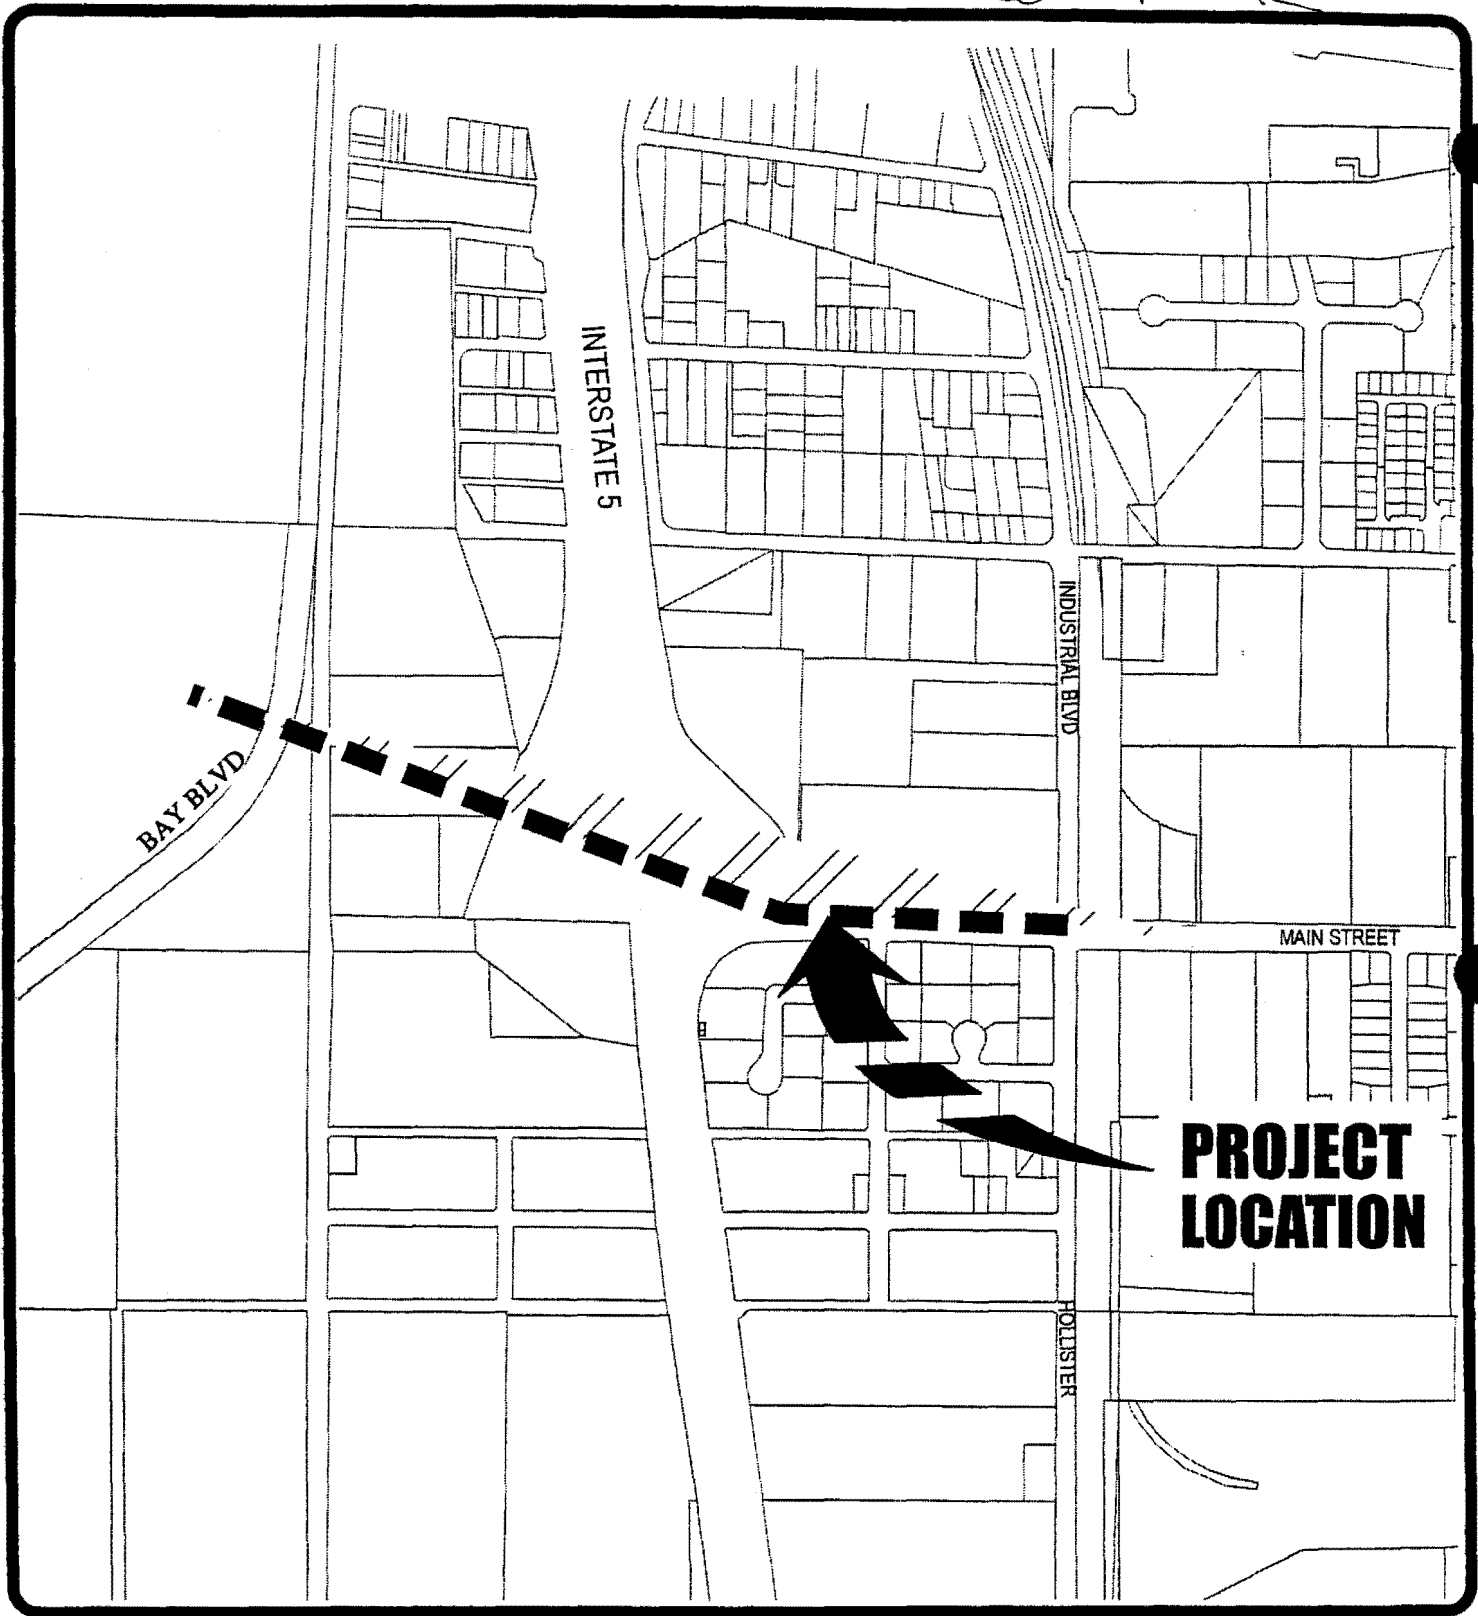 INTERSTATE 5
INDUSTRIAL BLVD
BAY BLVD
MAIN STREET
PROJECT
LOCATION
HOLLISTER